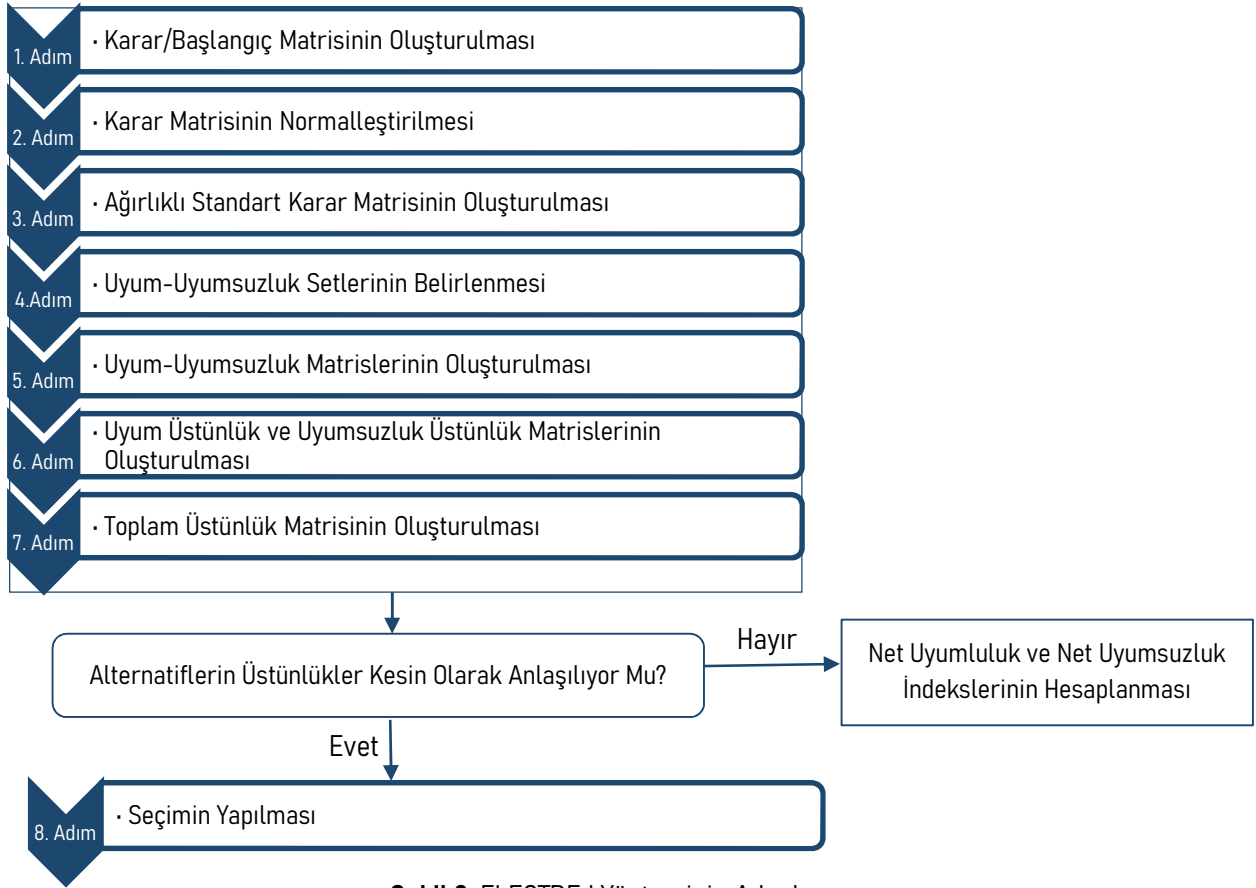 1. Adım
· Karar/Başlangıç Matrisinin Oluşturulması
2. Adım
· Karar Matrisinin Normalleştirilmesi
3. Adım
· Ağırlıklı Standart Karar Matrisinin Oluşturulması
4.Adım
· Uyum-Uyumsuzluk Setlerinin Belirlenmesi
5. Adım
· Uyum-Uyumsuzluk Matrislerinin Oluşturulması
6. Adım
· Uyum Üstünlük ve Uyumsuzluk Üstünlük Matrislerinin
Oluşturulması
7. Adım
· Toplam Üstünlük Matrisinin Oluşturulması
Alternatiflerin Üstünlükler Kesin Olarak Anlaşılıyor Mu?
Hayır
Net Uyumluluk ve Net Uyumsuzluk
İndekslerinin Hesaplanması
Evet
8. Adım
· Seçimin Yapılması